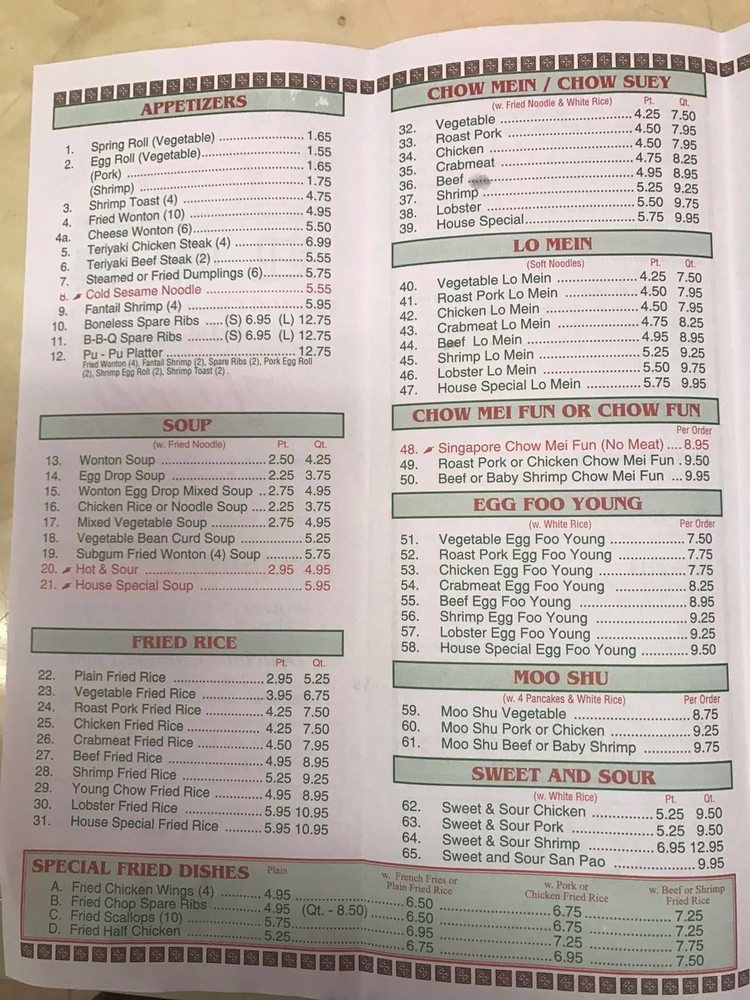 APPETIZERS
1. Spring Roll (Vegetable) 1.65
2. Egg Roll (Vegetable) 1.55
(Pork) 1.65
(Shrimp) 1.75
3. Shrimp Toast (4) 4.75
4. Fried Wonton (10) 4.95
4a. Cheese Wonton (6) 5.50
5. Teriyaki Chicken Steak (4) 6.99
6. Teriyaki Beef Steak (2) 5.55
7. Steamed or Fried Dumplings (6) 5.75
8. Cold Sesame Noodle 5.55
9. Fantail Shrimp (4) 5.95
10. Boneless Spare Ribs (S) 6.95 (L) 12.75
11. B-B-Q Spare Ribs (S) 6.95 (L) 12.75
12. Pu - Pu Platter 12.75
Fried Wonton (4), Fantail Shrimp (2), Spare Ribs (2), Pork Egg Roll
(2), Shrimp Egg Roll (2), Shrimp Toast (2) .
SOUP
(w. Fried Noodle) Pt. Qt.
13. Wonton Soup 2.50 4.25
14. Egg Drop Soup 2.25 3.75
15. Wonton Egg Drop Mixed Soup 2.75 4.95
16. Chicken Rice or Noodle Soup 2.25 3.75
17. Mixed Vegetable Soup 2.75 4.95
18. Vegetable Bean Curd Soup 5.25
19. Subgum Fried Wonton (4) Soup 5.75
20. Hot & Sour 2.95 4.95
21. House Special Soup 5.95
FRIED RICE
Pt. Qt.
22. Plain Fried Rice 2.95 5.25
23. Vegetable Fried Rice 3.95 6.75
24. Roast Pork Fried Rice 4.25 7.50
25. Chicken Fried Rice 4.25 7.50
26. Crabmeat Fried Rice 4.50 7.95
27. Beef Fried Rice 4.95 8.95
28. Shrimp Fried Rice 5.25 9.25
29. Young Chow Fried Rice 4.95 8.95
30. Lobster Fried Rice 5.95 10.95
31. House Special Fried Rice 5.95 10.95
CHOW MEIN / CHOW SUEY
(w. Fried Noodle & White Rice) Pt. Qt.
32. Vegetable 4.25 7.50
33. Roast Pork 4.50 7.95
34. Chicken 4.50 7.95
35. Crabmeat 4.75 8.25
36. Beef 4.95 8.95
37. Shrimp 5.25 9.25
38. Lobster 5.50 9.75
39. House Special 5.75 9.95
LO MEIN
(Soft Noodles) Pt. Qt.
40. Vegetable Lo Mein 4.25 7.50
41. Roast Pork Lo Mein 4.50 7.95
42. Chicken Lo Mein 4.50 7.95
43. Crabmeat Lo Mein 4.75 8.25
44. Beef Lo Mein 4.95 8.95
45. Shrimp Lo Mein 5.25 9.25
46. Lobster Lo Mein 5.50 9.75
47. House Special Lo Mein 5.75 9.95
CHOW MEI FUN OR CHOW FUN
Per Order
48. Singapore Chow Mei Fun (No Meat) 8.95
49. Roast Pork or Chicken Chow Mei Fun 9.50
50. Beef or Baby Shrimp Chow Mei Fun 9.95
EGG FOO YOUNG
(w. White Rice) Per Order
51. Vegetable Egg Foo Young 7.50
52. Roast Pork Egg Foo Young 7.75
53. Chicken Egg Foo Young 7.75
54. Crabmeat Egg Foo Young 8.25
55. Beef Egg Foo Young 8.95
56. Shrimp Egg Foo Young 9.25
57. Lobster Egg Foo Young 9.25
58. House Special Egg Foo Young 9.50
MOO SHU
(w. 4 Pancakes & White Rice) Per Order
59. Moo Shu Vegetable 8.75
60. Moo Shu Pork or Chicken 9.25
61. Moo Shu Beef or Baby Shrimp 9.75
SWEET AND SOUR
(w. White Rice) Pt. Qt.
62. Sweet & Sour Chicken 5.25 9.50
63. Sweet & Sour Pork 5.25 9.50
64. Sweet & Sour Shrimp 6.95 12.95
65. Sweet and Sour San Pao 9.95
SPECIAL FRIED DISHES Plain w. French Fries or Plain Fried Rice w. Pork or Chicken Fried Rice w. Beef or Shrimp Fried Rice
A. Fried Chicken Wings (4) 4.95 6.50 6.75 7.25
B. Fried Chop Spare Ribs 4.95 (Qt. - 8.50) 6.50 6.75 7.25
C. Fried Scallops (10) 5.75 6.95 7.25 7.75
D. Fried Half Chicken 5.25 6.75 6.95 7.50